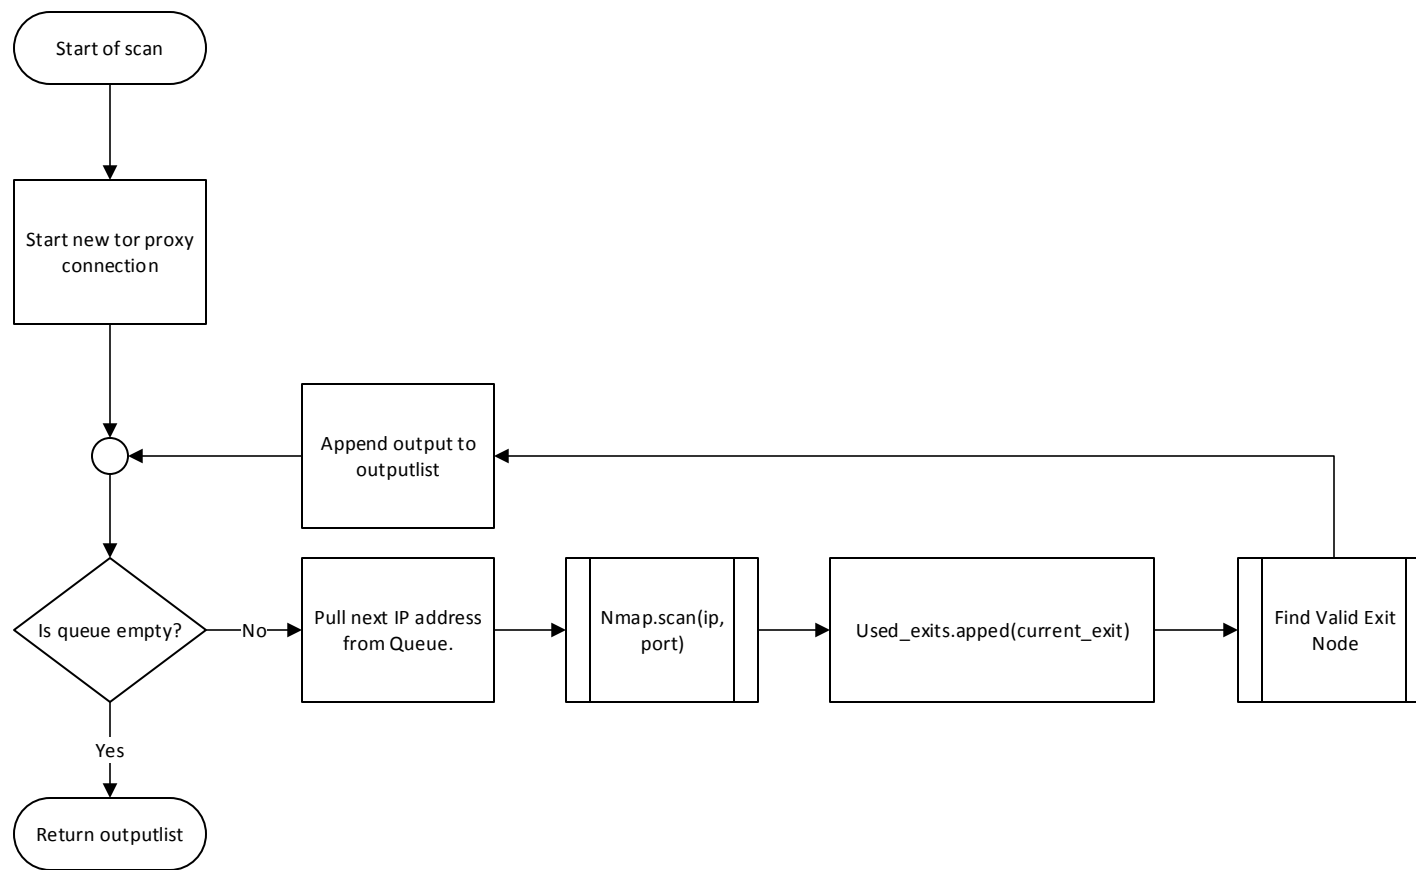 Start of scan
Start new tor proxy
connection
Append output to
outputlist
Is queue empty?
No
Pull next IP address
from Queue.
Nmap.scan(ip,
port)
Used_exits.apped(current_exit)
Find Valid Exit
Node
Yes
Return outputlist